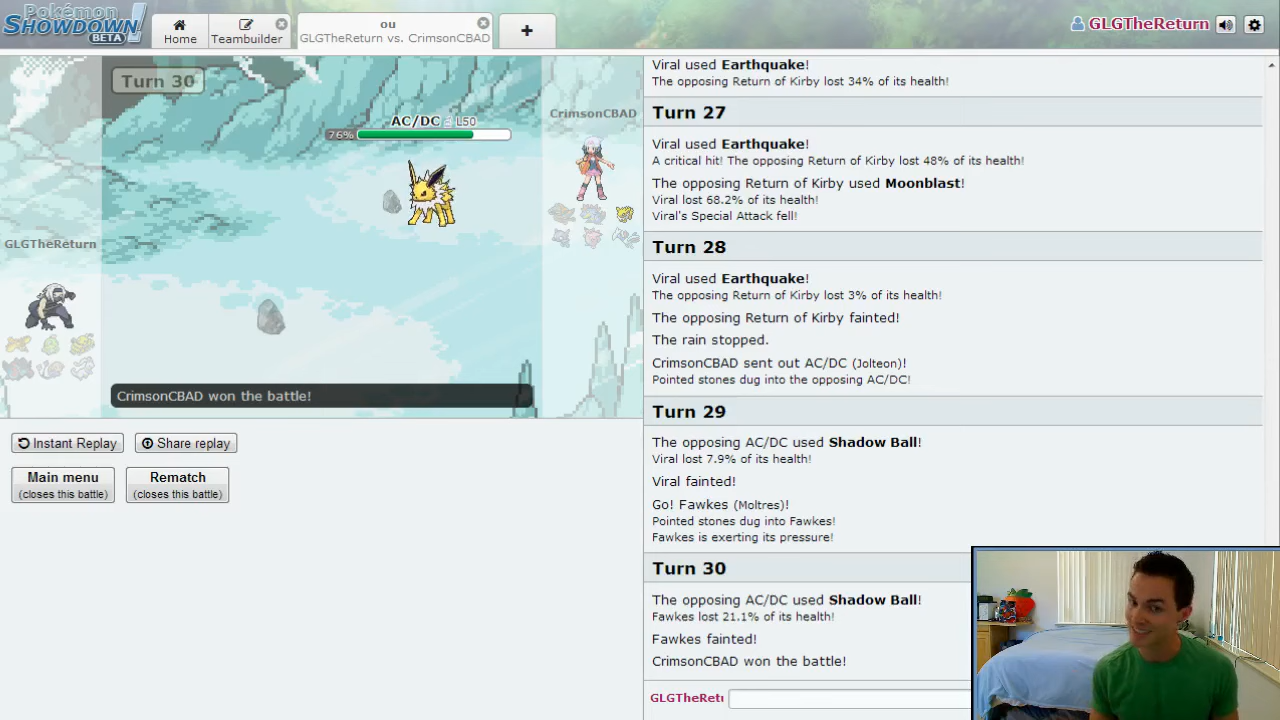 Pokémon
SHOWDOWN!
BETA
Home
Teambuilder
ou
GLGTheReturn vs. CrimsonCBAD
+
GLGTheReturn
Turn 30
AC/DC L50
76%
CrimsonCBAD
GLGTheReturn
CrimsonCBAD won the battle!
Instant Replay
Share replay
Main menu
(closes this battle)
Rematch
(closes this battle)
Viral used Earthquake!
The opposing Return of Kirby lost 34% of its health!
Turn 27
Viral used Earthquake!
A critical hit! The opposing Return of Kirby lost 48% of its health!
The opposing Return of Kirby used Moonblast!
Viral lost 68.2% of its health!
Viral's Special Attack fell!
Turn 28
Viral used Earthquake!
The opposing Return of Kirby lost 3% of its health!
The opposing Return of Kirby fainted!
The rain stopped.
CrimsonCBAD sent out AC/DC (Jolteon)!
Pointed stones dug into the opposing AC/DC!
Turn 29
The opposing AC/DC used Shadow Ball!
Viral lost 7.9% of its health!
Viral fainted!
Go! Fawkes (Moltres)!
Pointed stones dug into Fawkes!
Fawkes is exerting its pressure!
Turn 30
The opposing AC/DC used Shadow Ball!
Fawkes lost 21.1% of its health!
Fawkes fainted!
CrimsonCBAD won the battle!
GLGTheRetu